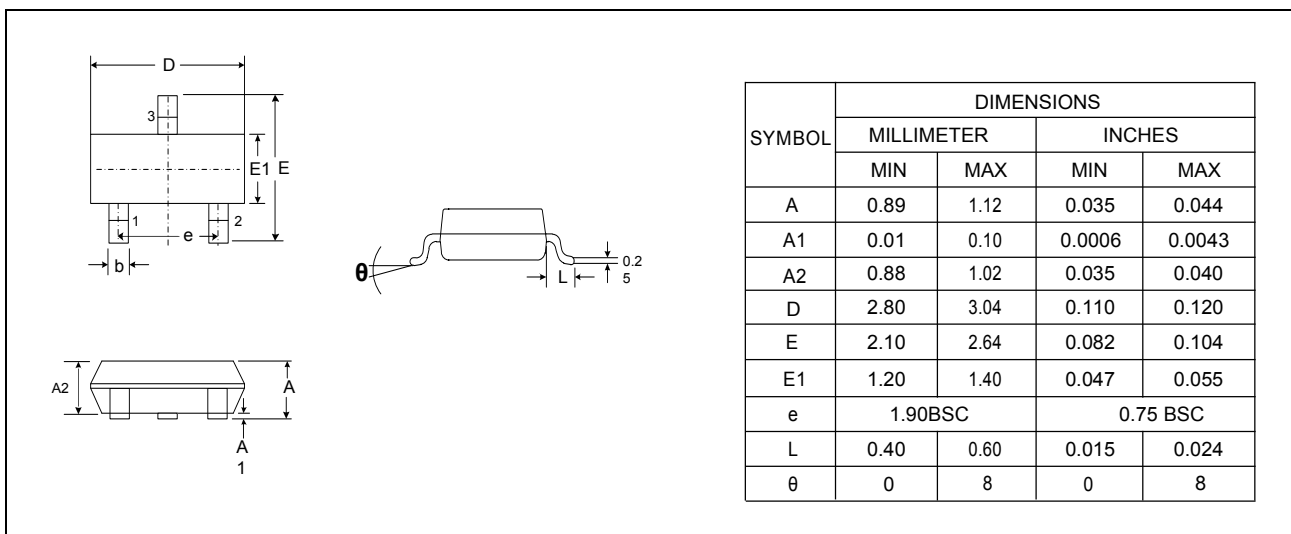 D
3
E1 E
1
2
e
b
θ
L
0.2
5
A2
A
A
1
DIMENSIONS
SYMBOL MILLIMETER INCHES
MIN MAX MIN MAX
A 0.89 1.12 0.035 0.044
A1 0.01 0.10 0.0006 0.0043
A2 0.88 1.02 0.035 0.040
D 2.80 3.04 0.110 0.120
E 2.10 2.64 0.082 0.104
E1 1.20 1.40 0.047 0.055
e 1.90BSC 0.75 BSC
L 0.40 0.60 0.015 0.024
θ 0 8 0 8